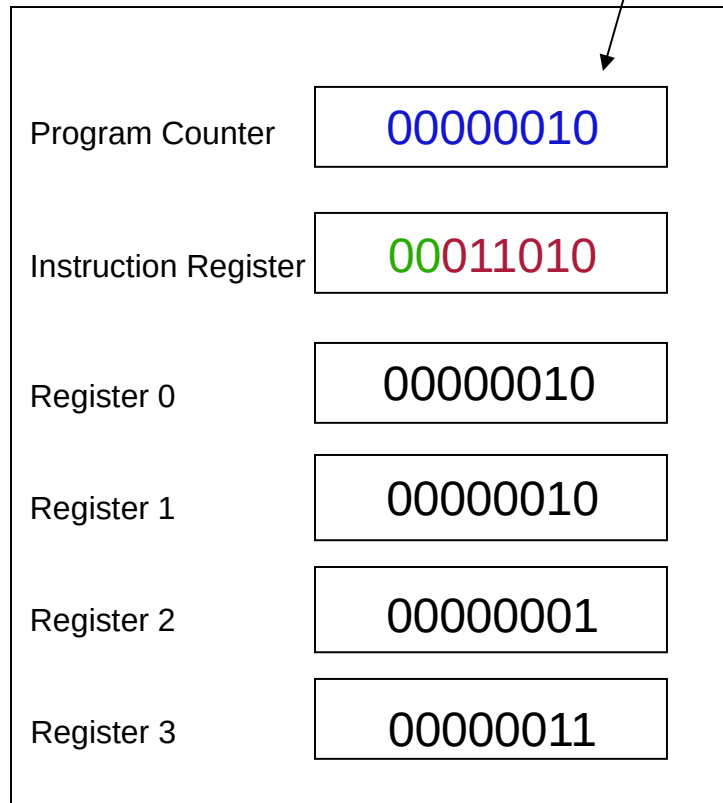 Program Counter 00000010
Instruction Register 00011010
Register 0 00000010
Register 1 00000010
Register 2 00000001
Register 3 00000011